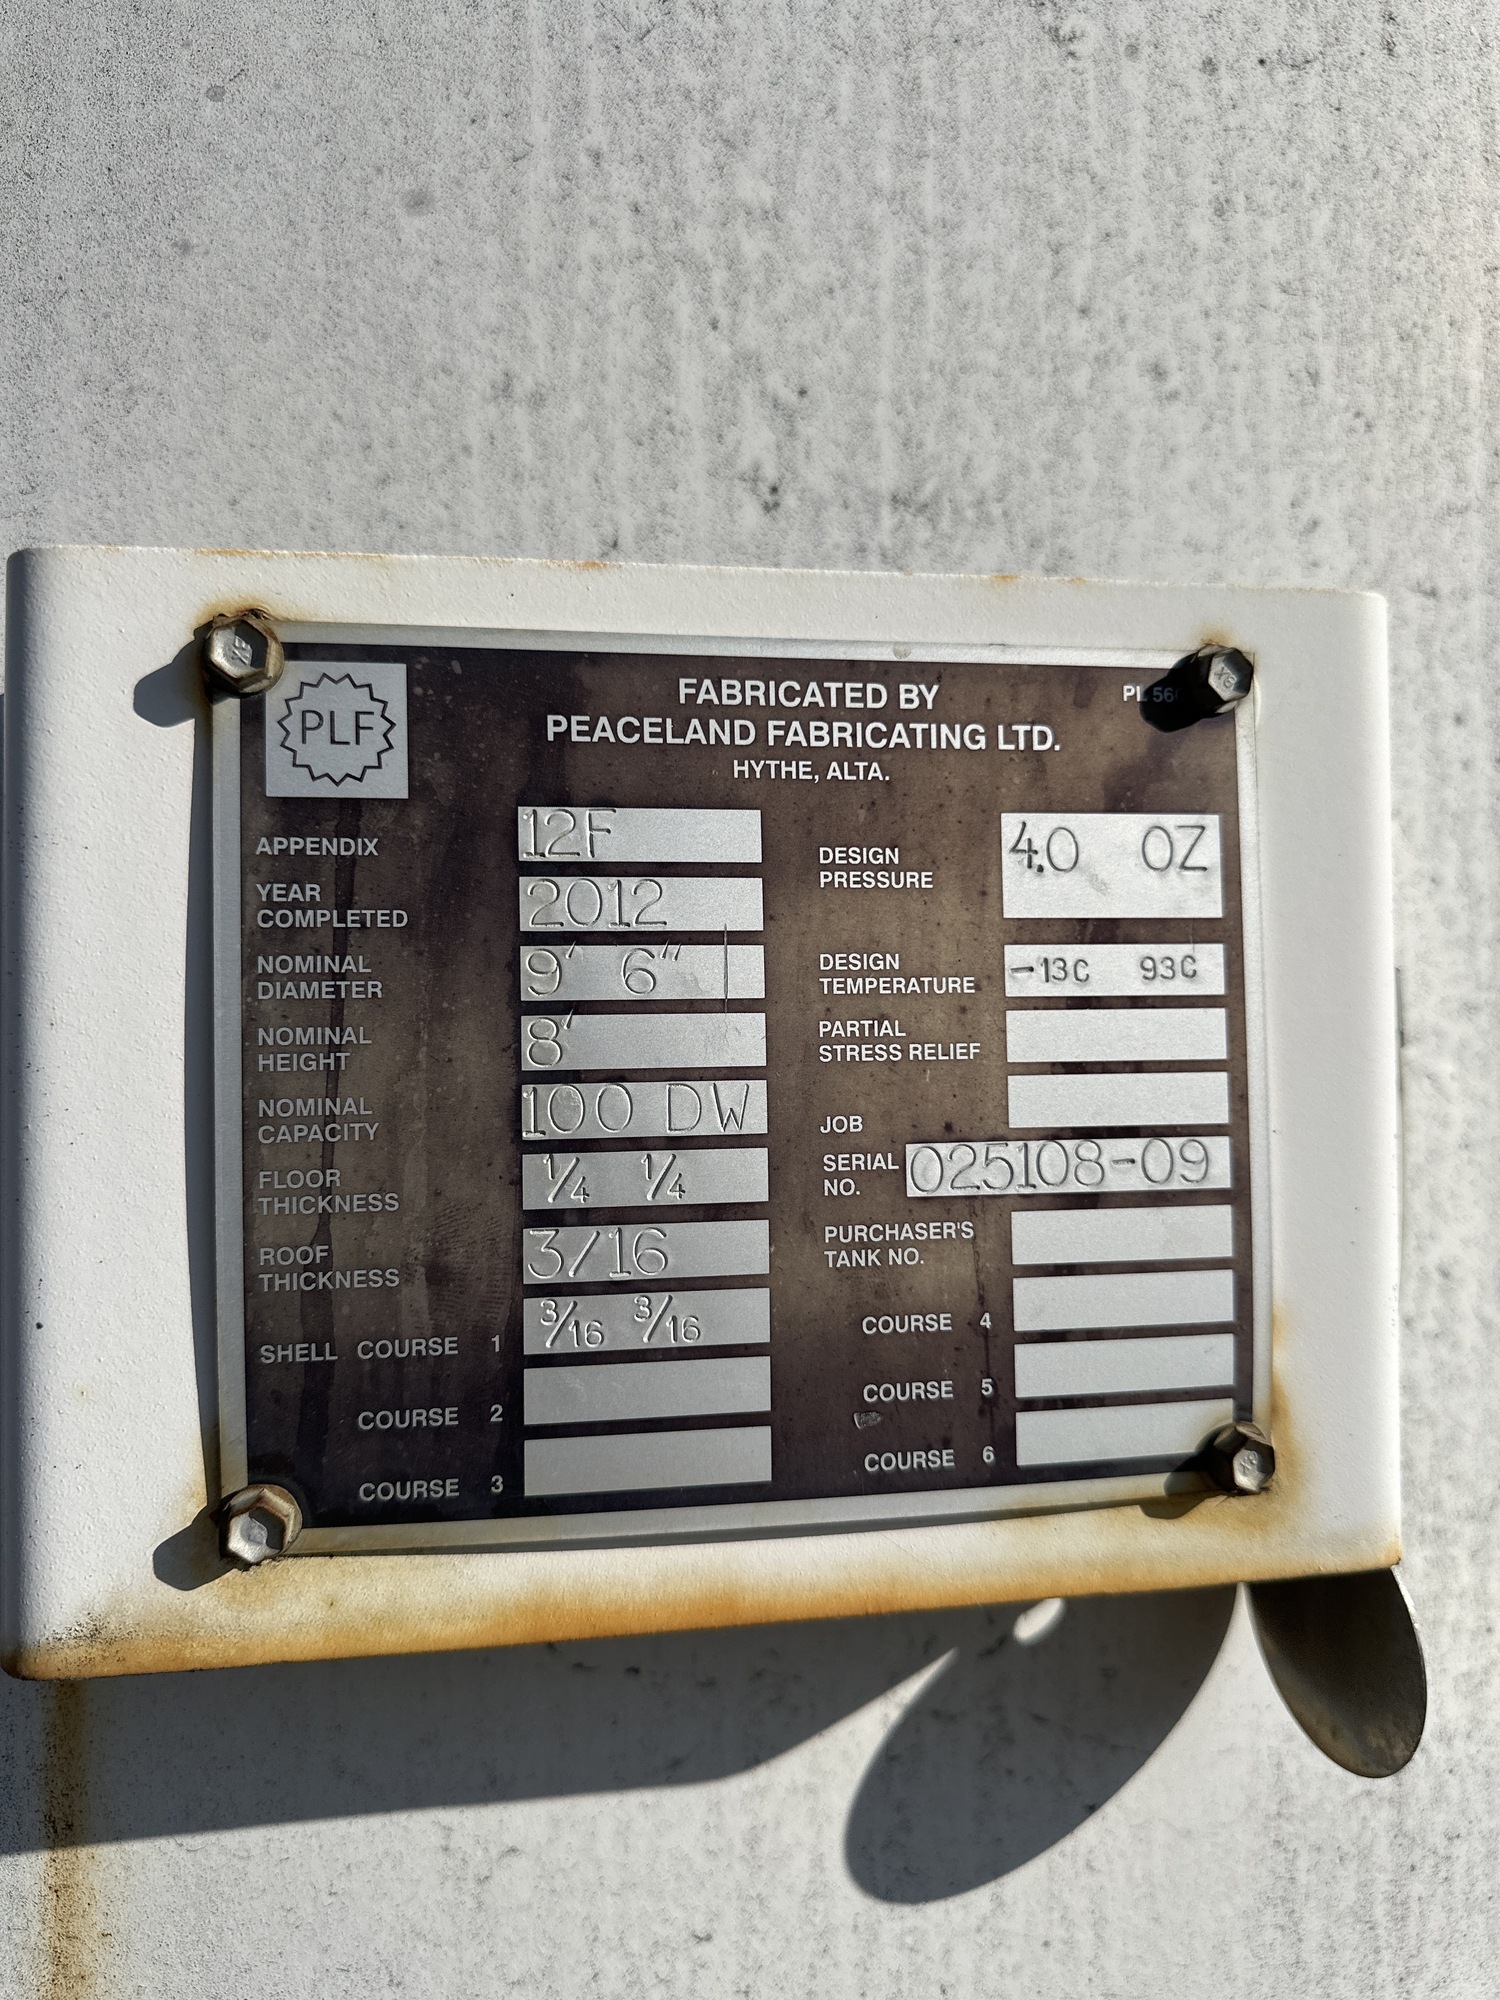 PLF
FABRICATED BY
PEACELAND FABRICATING LTD.
HYTHE, ALTA.
APPENDIX 12F
YEAR
COMPLETED 2012
NOMINAL
DIAMETER 9' 6"
NOMINAL
HEIGHT 8'
NOMINAL
CAPACITY 100 DW
FLOOR
THICKNESS 1/4 1/4
ROOF
THICKNESS 3/16
SHELL COURSE 1 3/16 3/16
COURSE 2
COURSE 3
DESIGN
PRESSURE 4.0 OZ
DESIGN
TEMPERATURE -13C 93C
PARTIAL
STRESS RELIEF
JOB
SERIAL
NO. 025108-09
PURCHASER'S
TANK NO.
COURSE 4
COURSE 5
COURSE 6